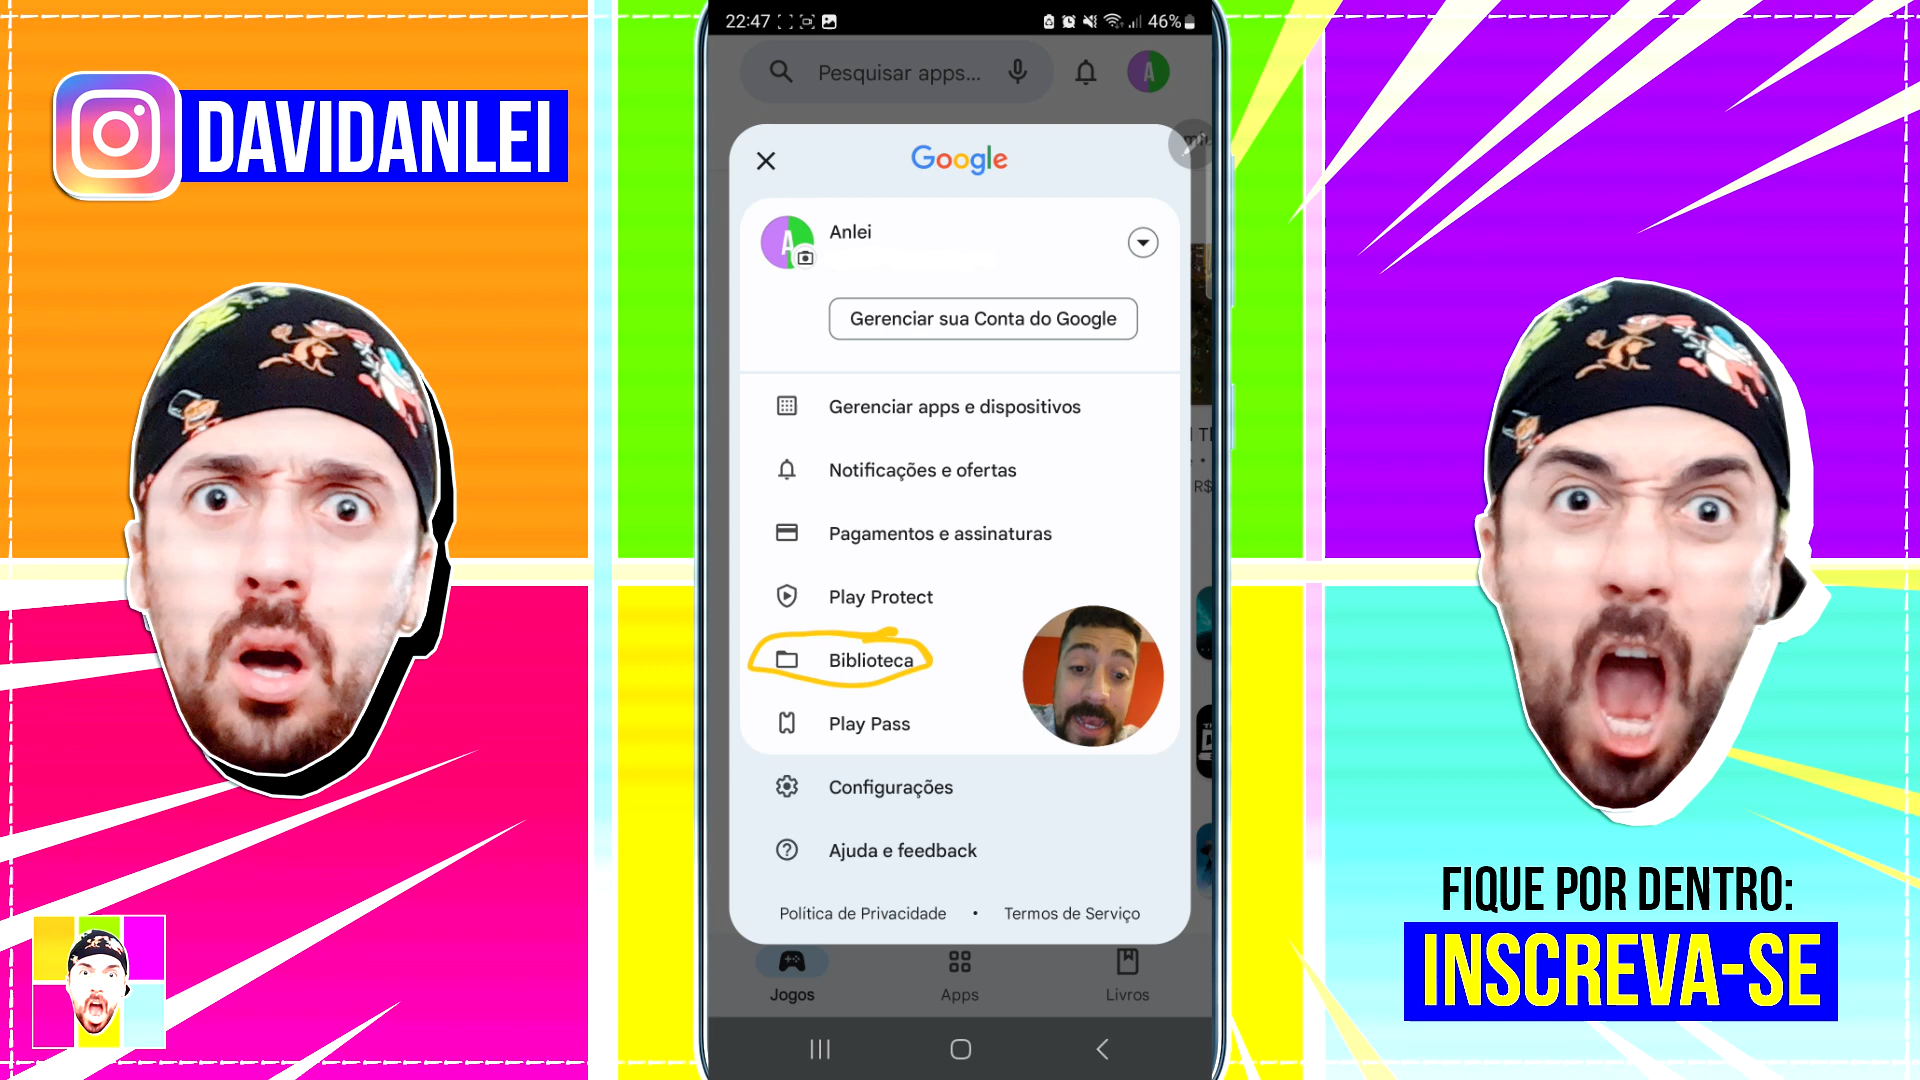 DAVIDANLEI
22:47
46%
Pesquisar apps...
A
Google
A
Anlei
Gerenciar sua Conta do Google
Gerenciar apps e dispositivos
Notificações e ofertas
Pagamentos e assinaturas
Play Protect
Biblioteca
Play Pass
Configurações
Ajuda e feedback
Política de Privacidade • Termos de Serviço
R$
Jogos
Apps
Livros
FIQUE POR DENTRO:
INSCREVA-SE